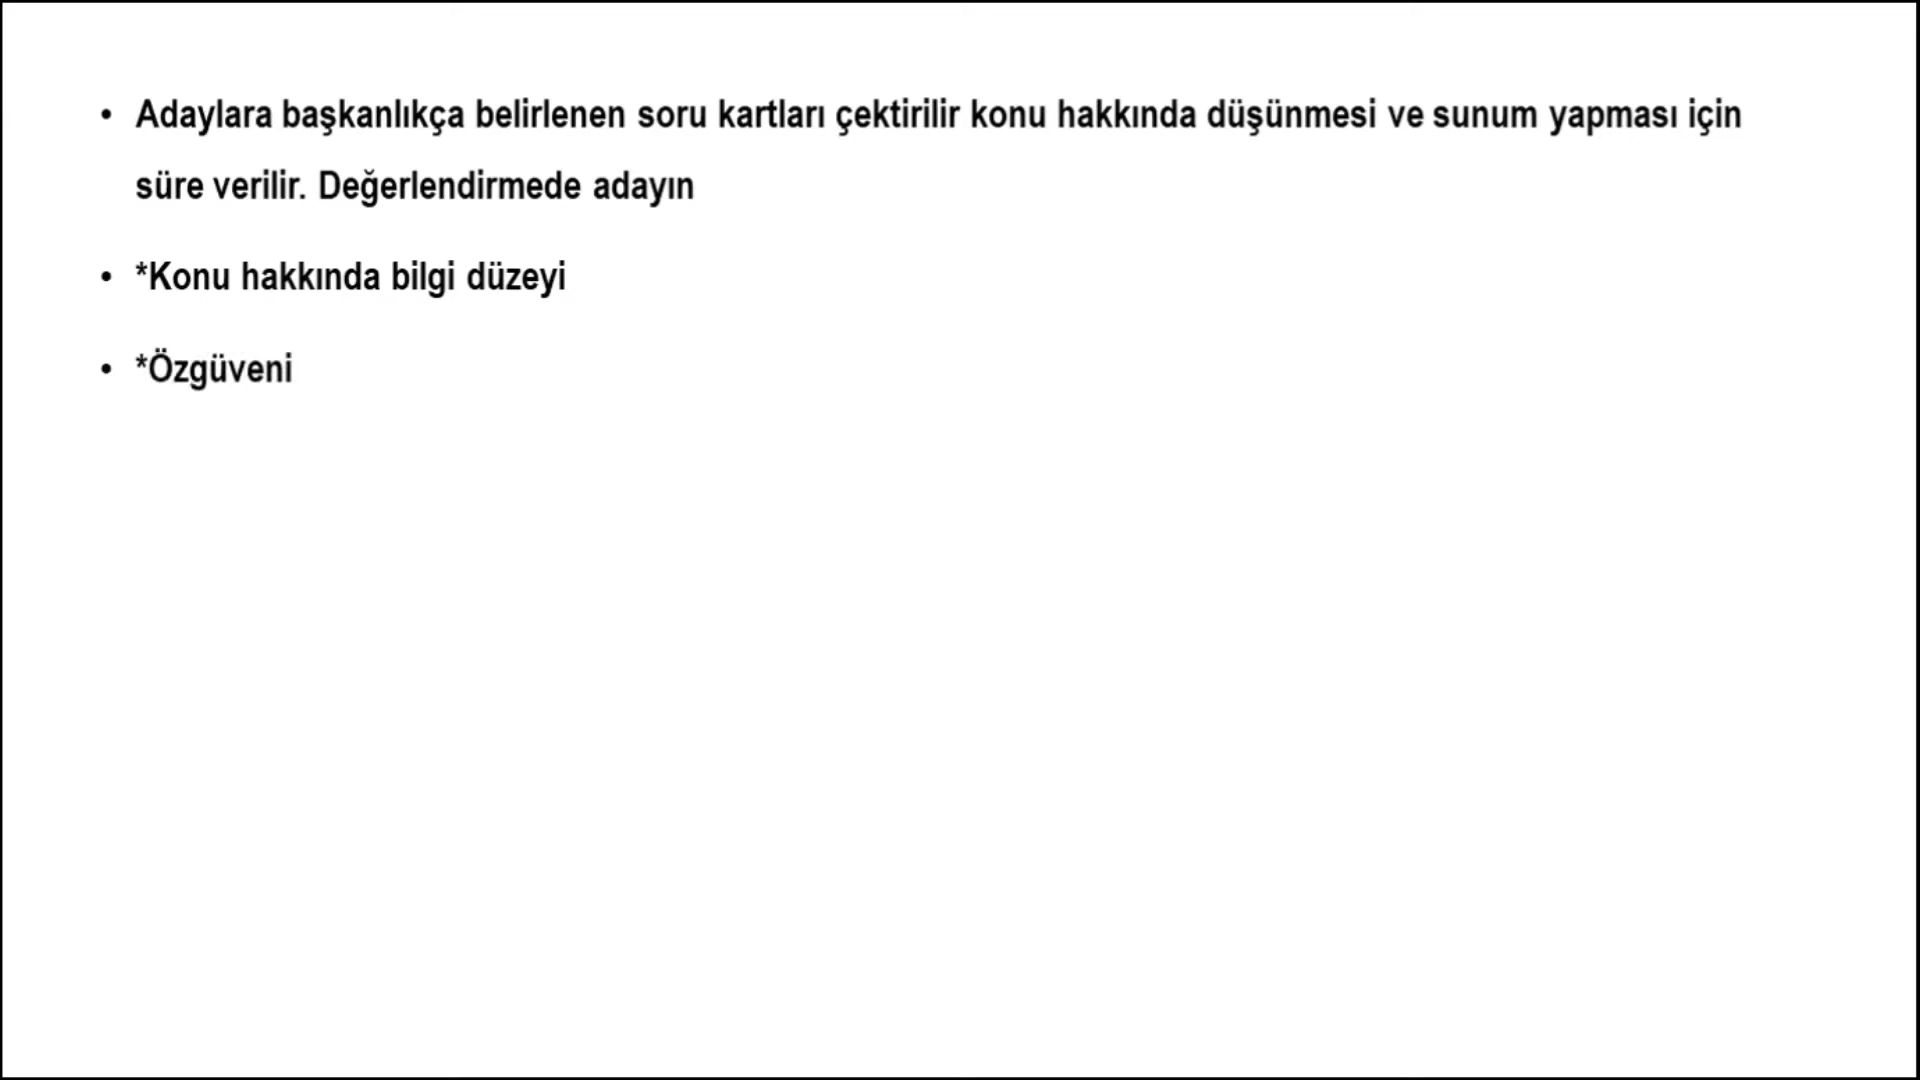 • Adaylara başkanlıkça belirlenen soru kartları çektirilir konu hakkında düşünmesi ve sunum yapması için
süre verilir. Değerlendirmede adayın
• *Konu hakkında bilgi düzeyi
• *Özgüveni